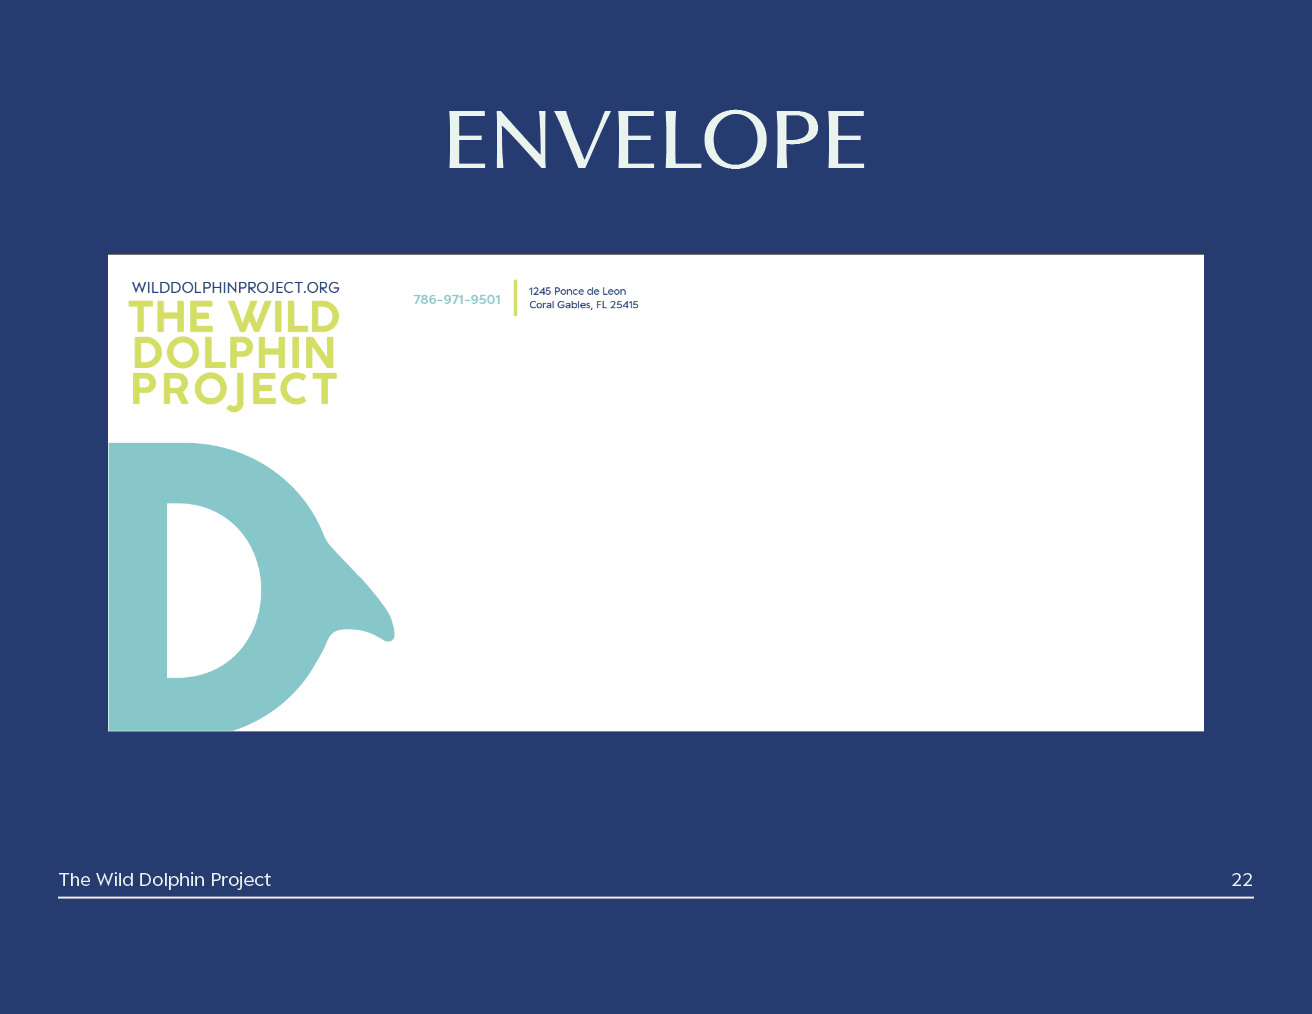 ENVELOPE
WILDDOLPHINPROJECT.ORG
THE WILD
DOLPHIN
PROJECT
786-971-9501
1245 Ponce de Leon
Coral Gables, FL 25415
D
The Wild Dolphin Project
22